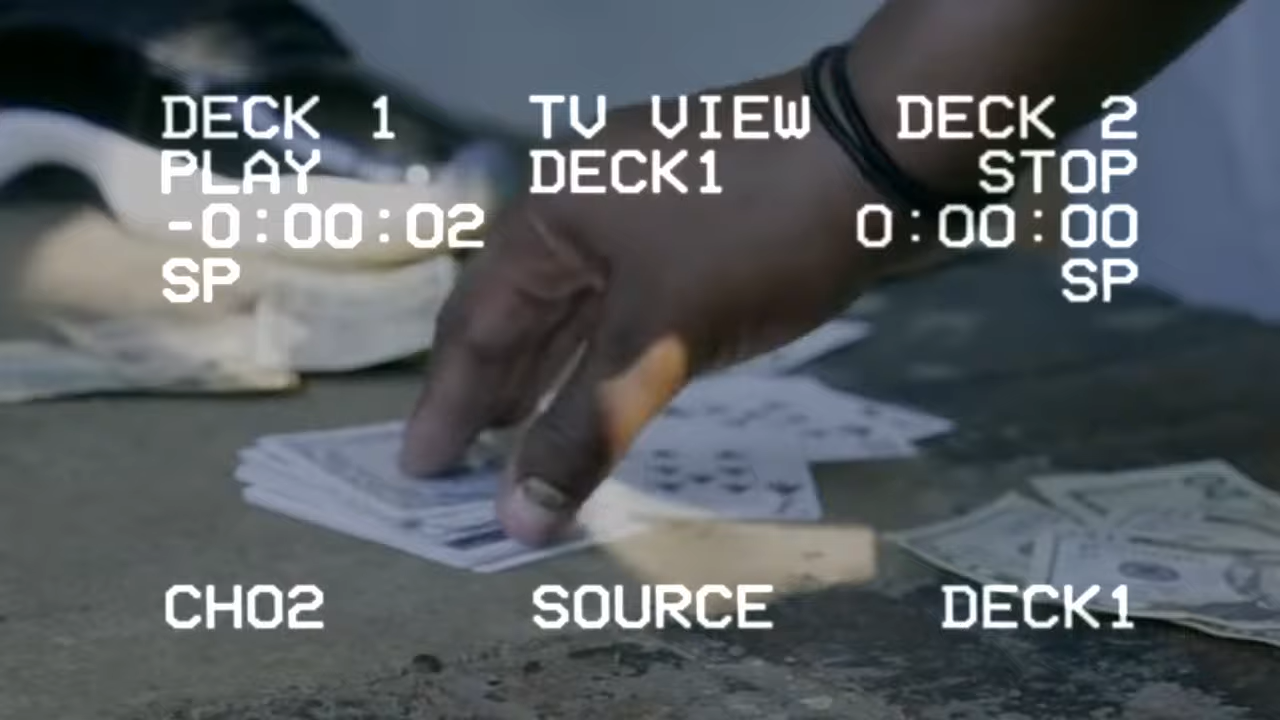 DECK 1 TV VIEW DECK 2
PLAY DECK1 STOP
-0:00:02 0:00:00
SP SP
CH02 SOURCE DECK1